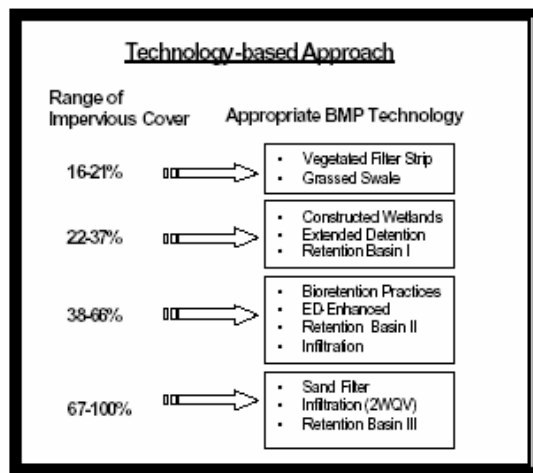 Technology-based Approach
Range of
Impervious Cover
Appropriate BMP Technology
16-21%
• Vegetated Filter Strip
• Grassed Swale
22-37%
• Constructed Wetlands
• Extended Detention
• Retention Basin I
38-66%
• Bioretention Practices
• ED-Enhanced
• Retention Basin II
• Infiltration
67-100%
• Sand Filter
• Infiltration (2WQV)
• Retention Basin III